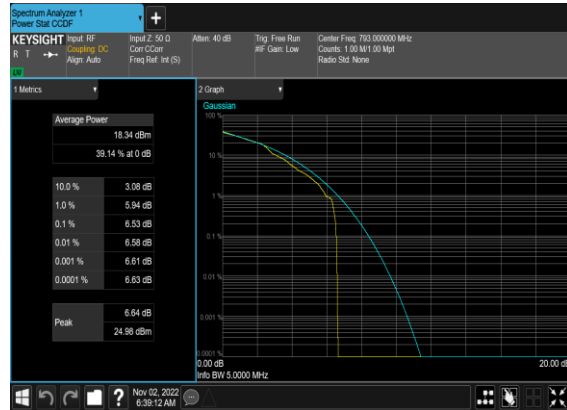 Spectrum Analyzer 1
Power Stat CCDF
+
KEYSIGHT
R T
LXI
Input: RF
Coupling: DC
Align: Auto
Input Z: 50 Ω
Corr CCorr
Freq Ref: Int (S)
Atten: 40 dB
Trig: Free Run
#IF Gain: Low
Center Freq: 793.000000 MHz
Counts: 1.00 M/1.00 Mpt
Radio Std: None
1 Metrics
Average Power
18.34 dBm
39.14 % at 0 dB
10.0 % 3.08 dB
1.0 % 5.94 dB
0.1 % 6.53 dB
0.01 % 6.58 dB
0.001 % 6.61 dB
0.0001 % 6.63 dB
Peak
6.64 dB
24.98 dBm
2 Graph
Gaussian
100 %
10 %
1 %
0.1 %
0.01 %
0.001 %
0.0001 %
0.00 dB
20.00 dB
Info BW 5.0000 MHz
?
Nov 02, 2022
6:39:12 AM